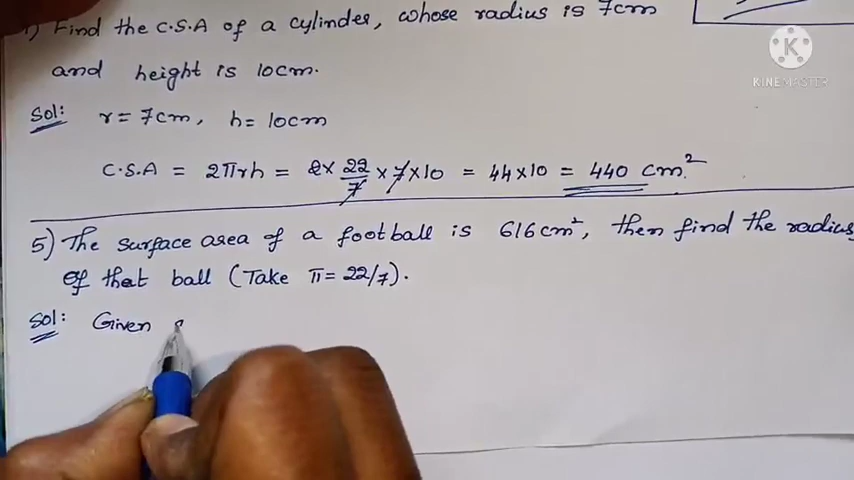 Find the C.S.A of a cylinder, whose radius is 7cm
and height is 10cm.
Sol: r = 7cm, h = 10cm
C.S.A = 2πrh = 2 × 22/7 × 7 × 10 = 44 × 10 = 440 cm²
5) The surface area of a football is 616 cm², then find the radius
of that ball (Take π = 22/7).
Sol: Given
K
KINEMASTER